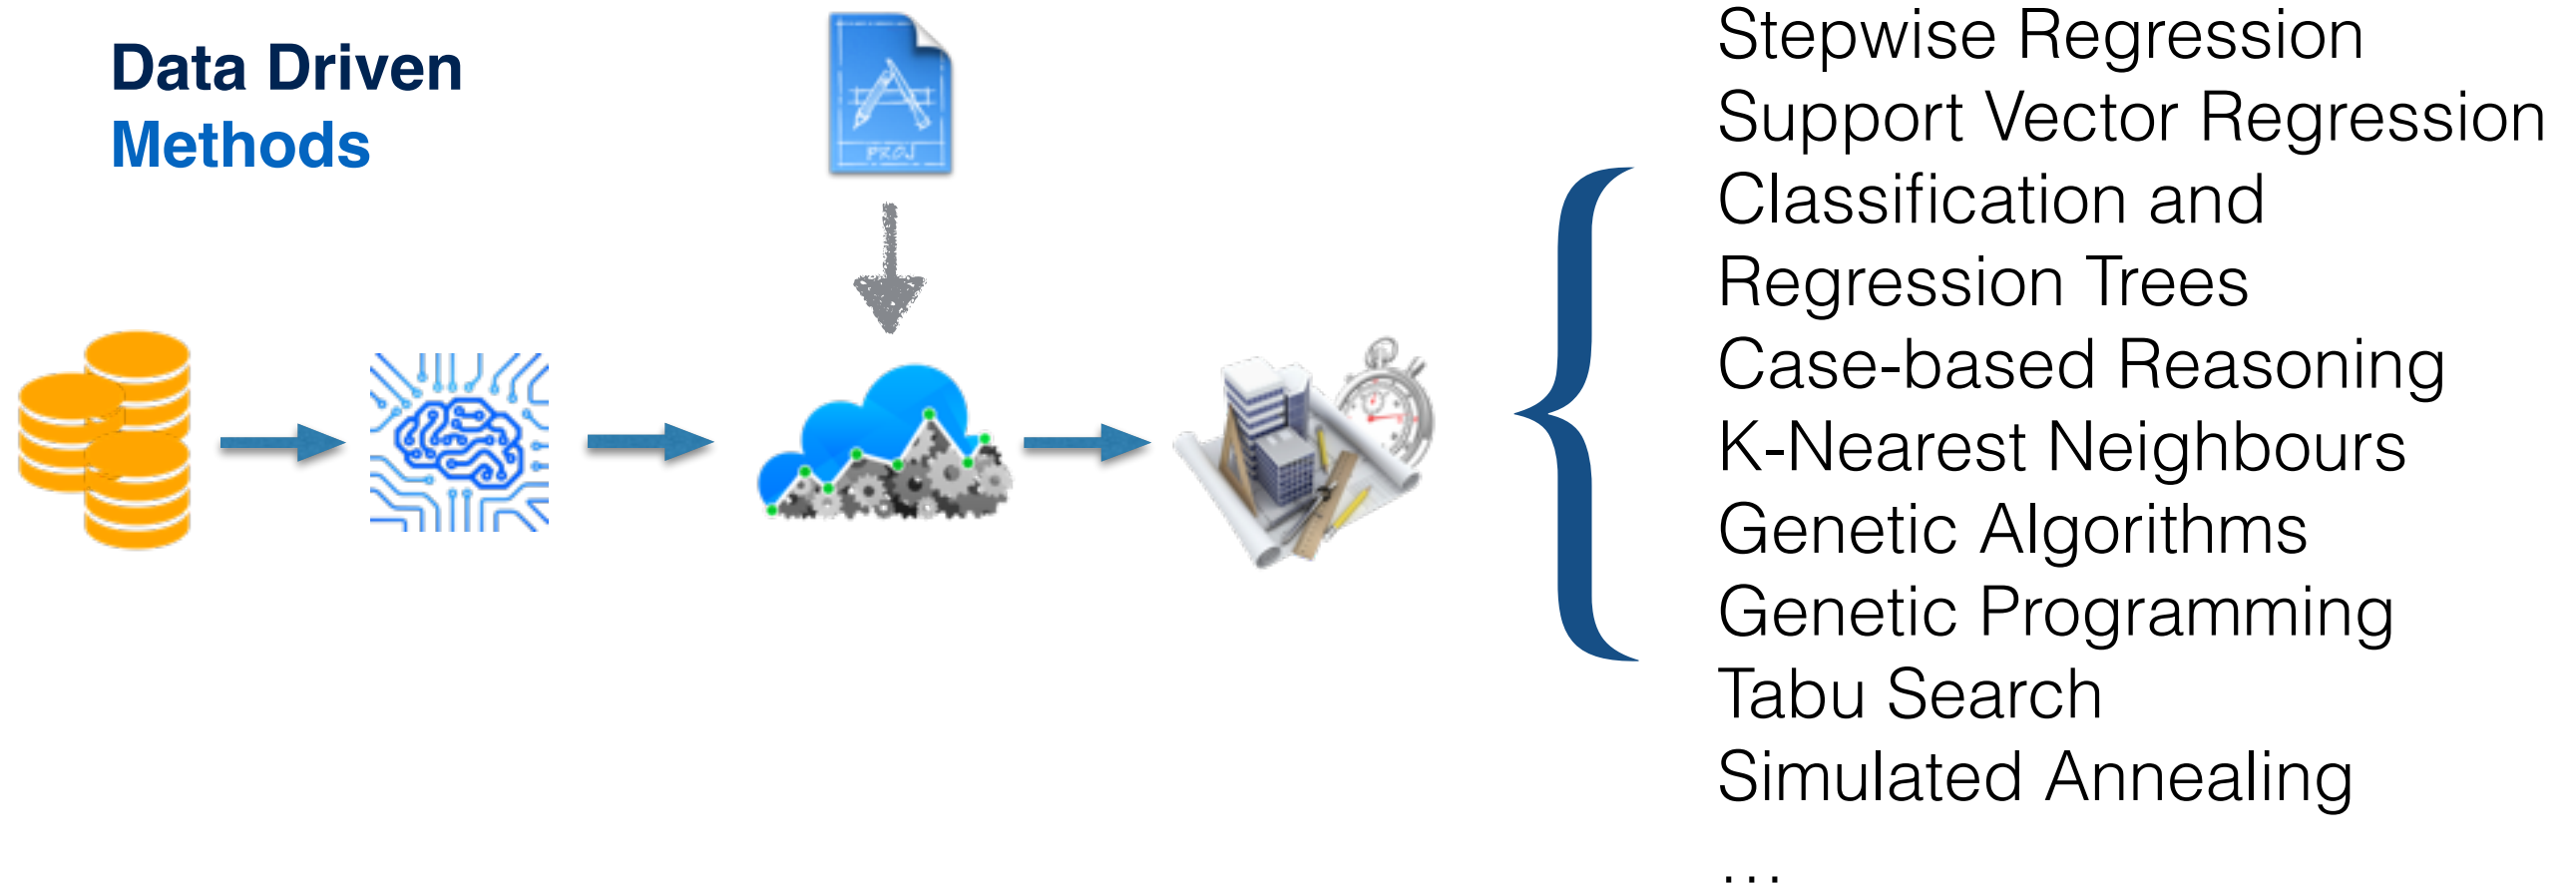 Data Driven
Methods
PROJ
Stepwise Regression
Support Vector Regression
Classification and
Regression Trees
Case-based Reasoning
K-Nearest Neighbours
Genetic Algorithms
Genetic Programming
Tabu Search
Simulated Annealing
…